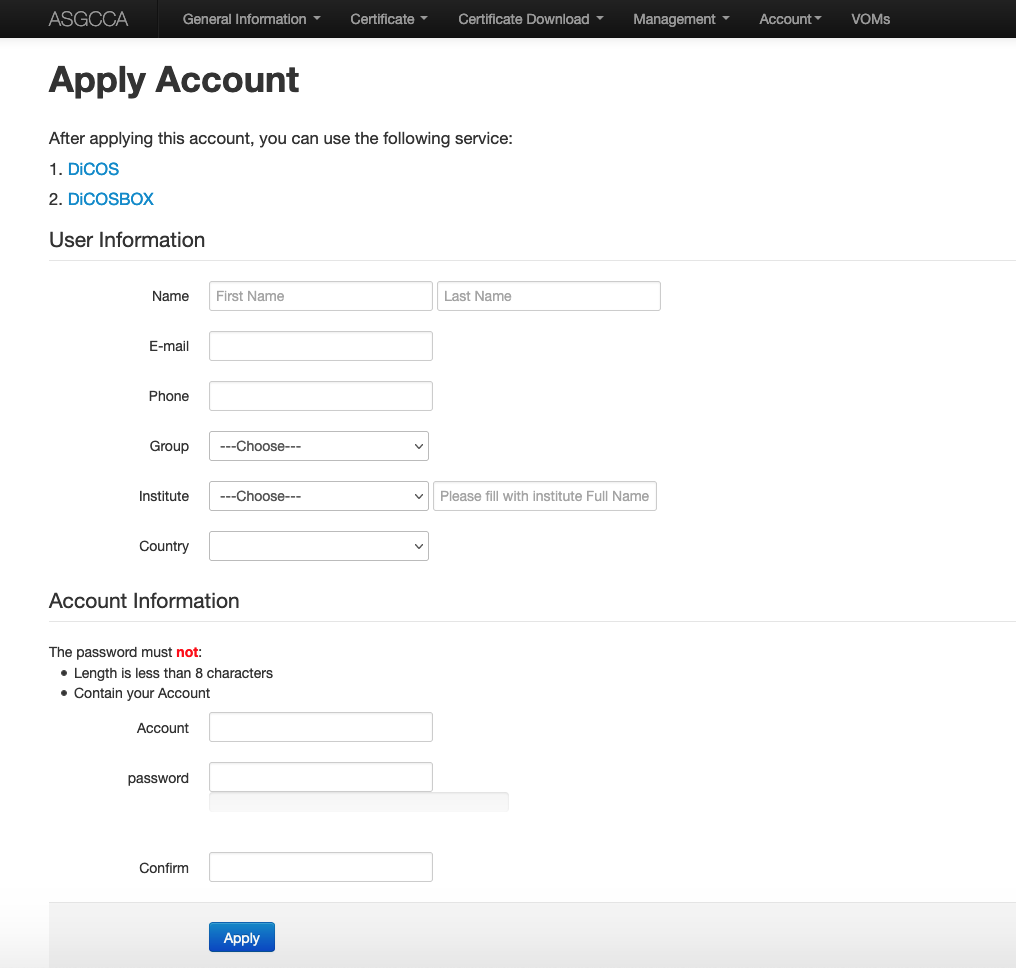 ASGCCA General Information Certificate Certificate Download Management Account VOMs
Apply Account
After applying this account, you can use the following service:
1. DiCOS
2. DiCOSBOX
User Information
Name First Name Last Name
E-mail
Phone
Group ---Choose---
Institute ---Choose--- Please fill with institute Full Name
Country
Account Information
The password must not:
• Length is less than 8 characters
• Contain your Account
Account
password
Confirm
Apply